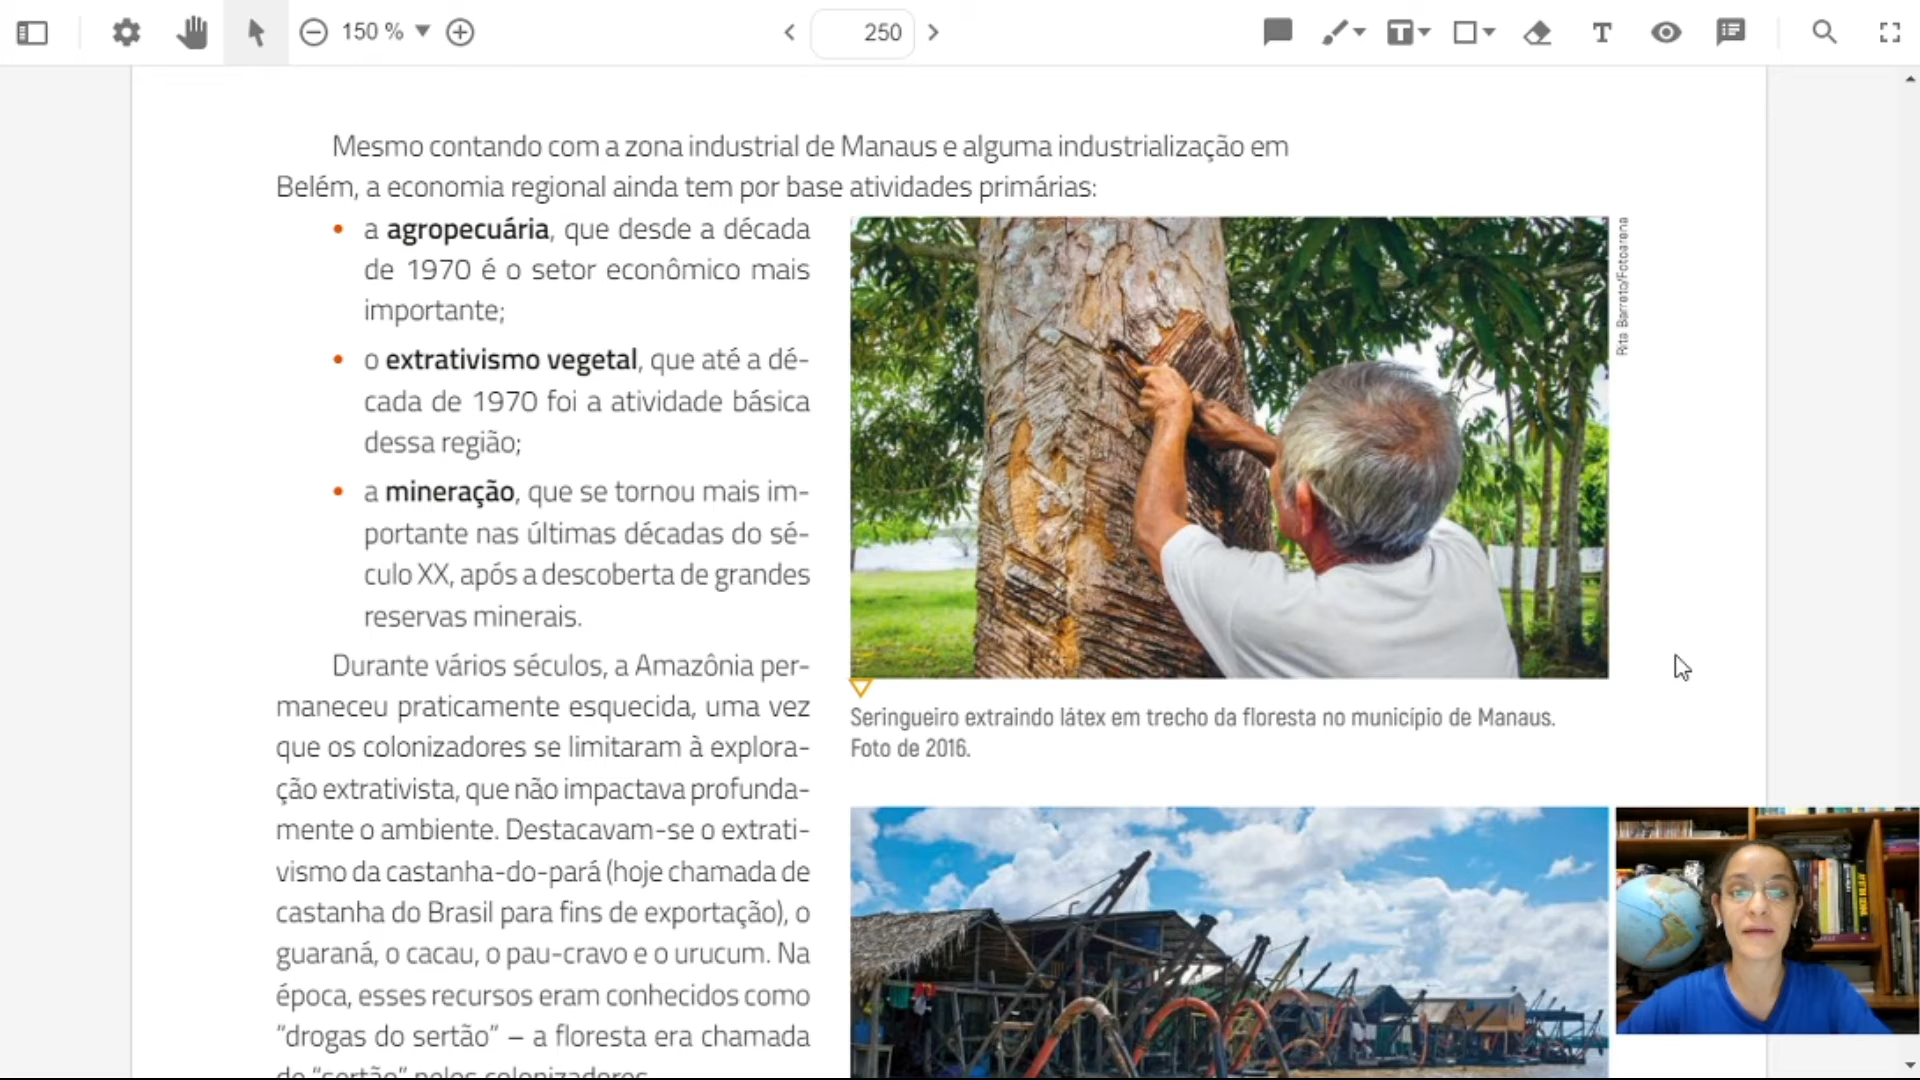 150 %
250
Mesmo contando com a zona industrial de Manaus e alguma industrialização em
Belém, a economia regional ainda tem por base atividades primárias:
• a agropecuária, que desde a década
de 1970 é o setor econômico mais
importante;
• o extrativismo vegetal, que até a dé-
cada de 1970 foi a atividade básica
dessa região;
• a mineração, que se tornou mais im-
portante nas últimas décadas do sé-
culo XX, após a descoberta de grandes
reservas minerais.
Durante vários séculos, a Amazônia per-
maneceu praticamente esquecida, uma vez
que os colonizadores se limitaram à explora-
ção extrativista, que não impactava profunda-
mente o ambiente. Destacavam-se o extrati-
vismo da castanha-do-pará (hoje chamada de
castanha do Brasil para fins de exportação), o
guaraná, o cacau, o pau-cravo e o urucum. Na
época, esses recursos eram conhecidos como
“drogas do sertão” – a floresta era chamada
de “sertão” pelos colonizadores.
Rita Barreto/Fotoarena
Seringueiro extraindo látex em trecho da floresta no município de Manaus.
Foto de 2016.